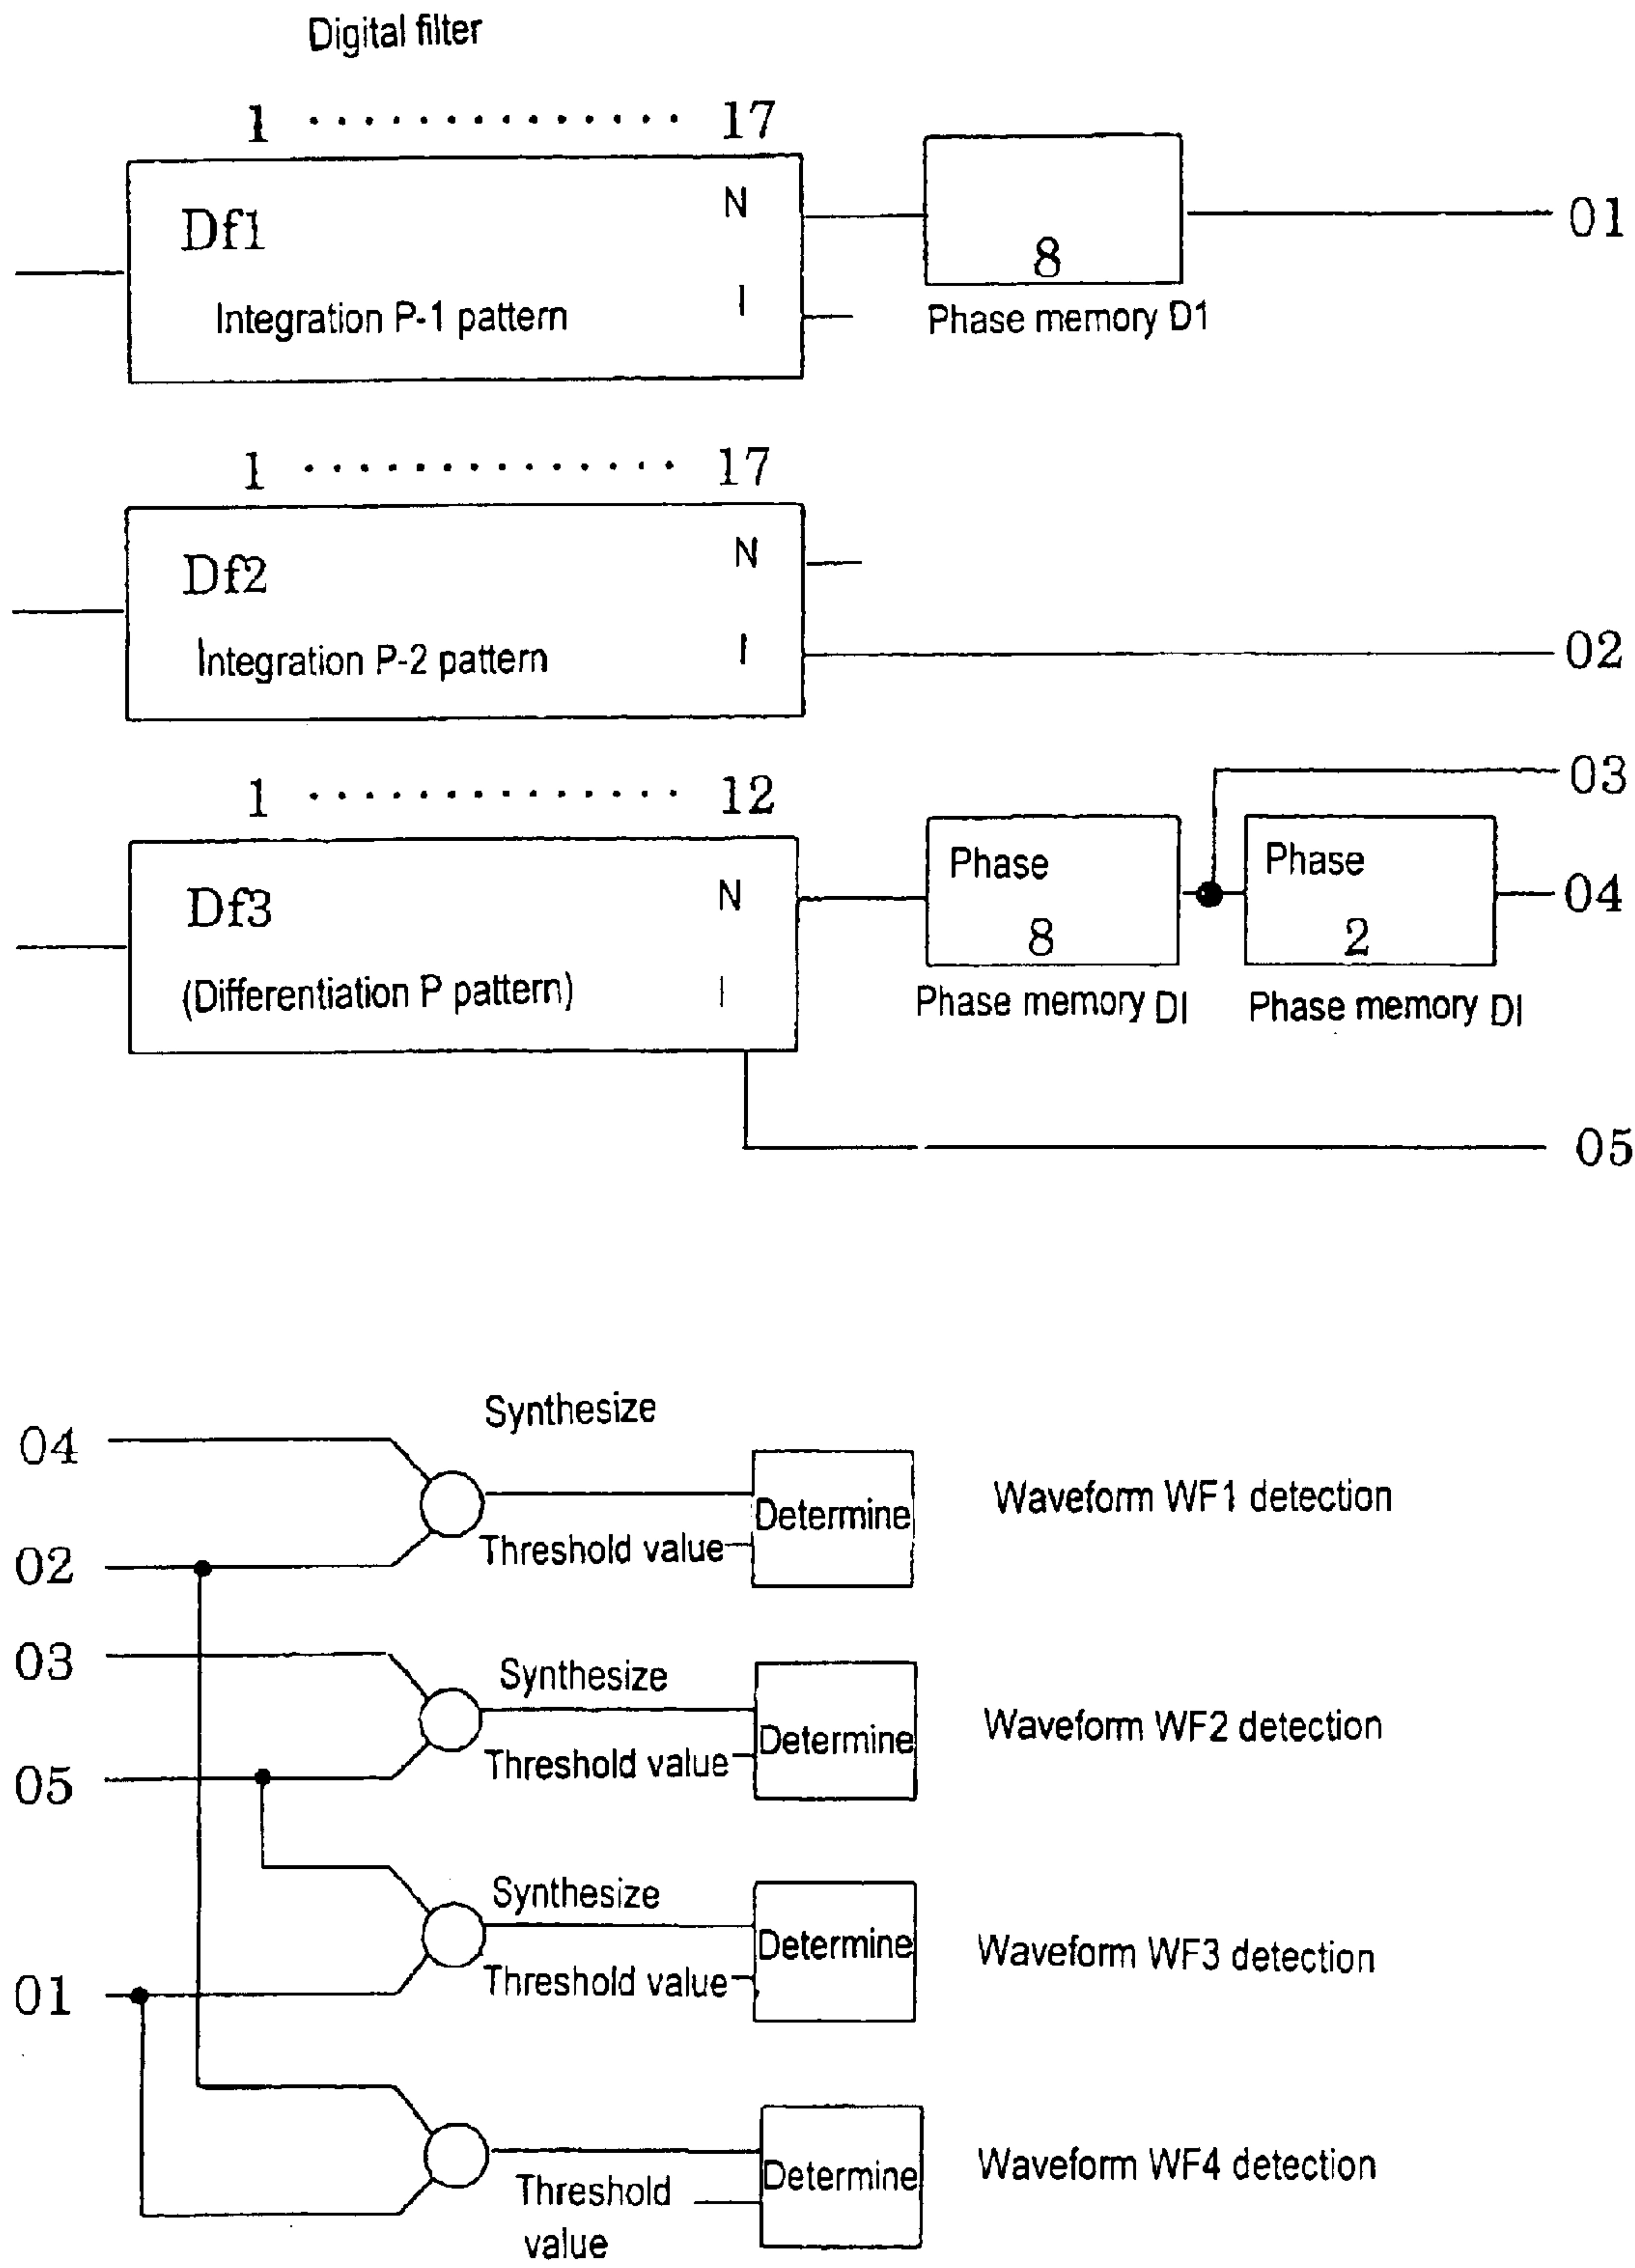 Digital filter
1 .............. 17
Df1
N
Integration P-1 pattern
I
8
Phase memory D1
01
1 .............. 17
Df2
N
Integration P-2 pattern
I
02
1 .............. 12
Df3
N
(Differentiation P pattern)
I
Phase
8
Phase memory DI
Phase
2
Phase memory DI
03
04
05
04
Synthesize
Determine
Waveform WF1 detection
Threshold value
02
03
Synthesize
Determine
Waveform WF2 detection
Threshold value
05
Synthesize
Determine
Waveform WF3 detection
Threshold value
01
Determine
Waveform WF4 detection
Threshold
value